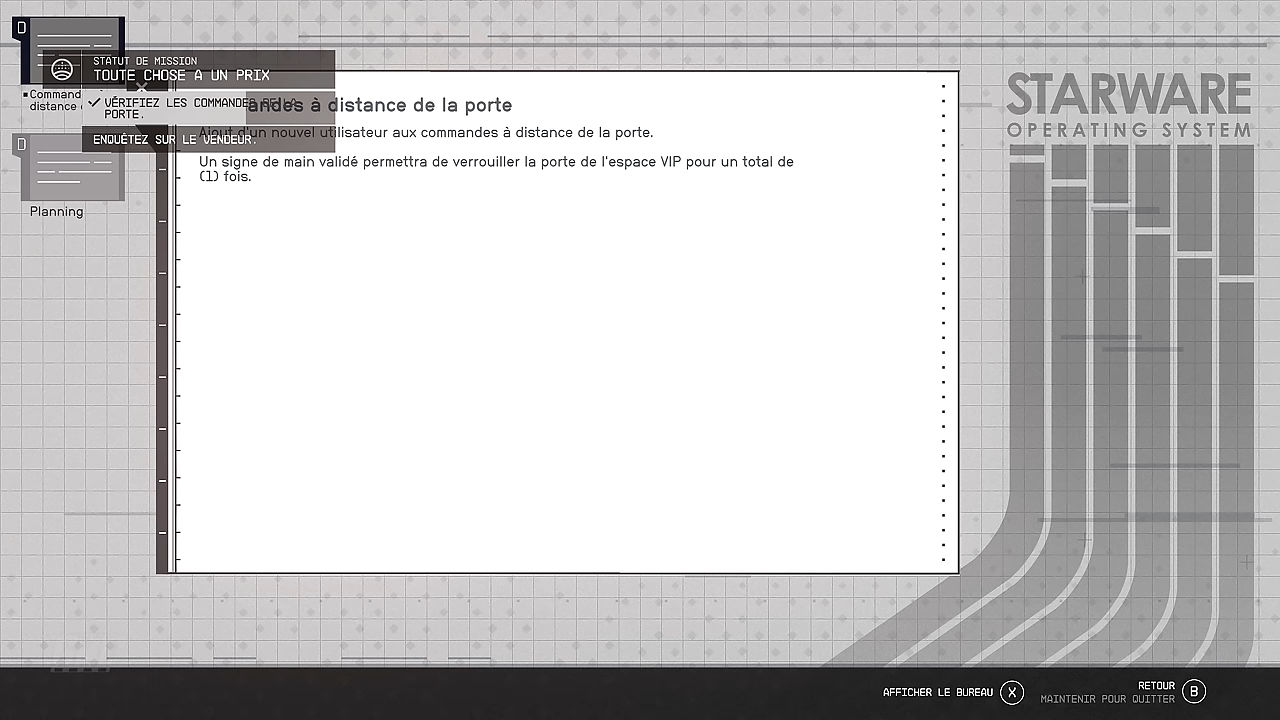 D
STATUT DE MISSION
TOUTE CHOSE A UN PRIX
Command
distance
VÉRIFIEZ LES COMMANDES DE LA
PORTE.
ENQUÊTEZ SUR LE VENDEUR.
D
Planning
andes à distance de la porte
Ajout d'un nouvel utilisateur aux commandes à distance de la porte.
Un signe de main validé permettra de verrouiller la porte de l'espace VIP pour un total de
(1) fois.
STARWARE
OPERATING SYSTEM
AFFICHER LE BUREAU X
RETOUR B
MAINTENIR POUR QUITTER